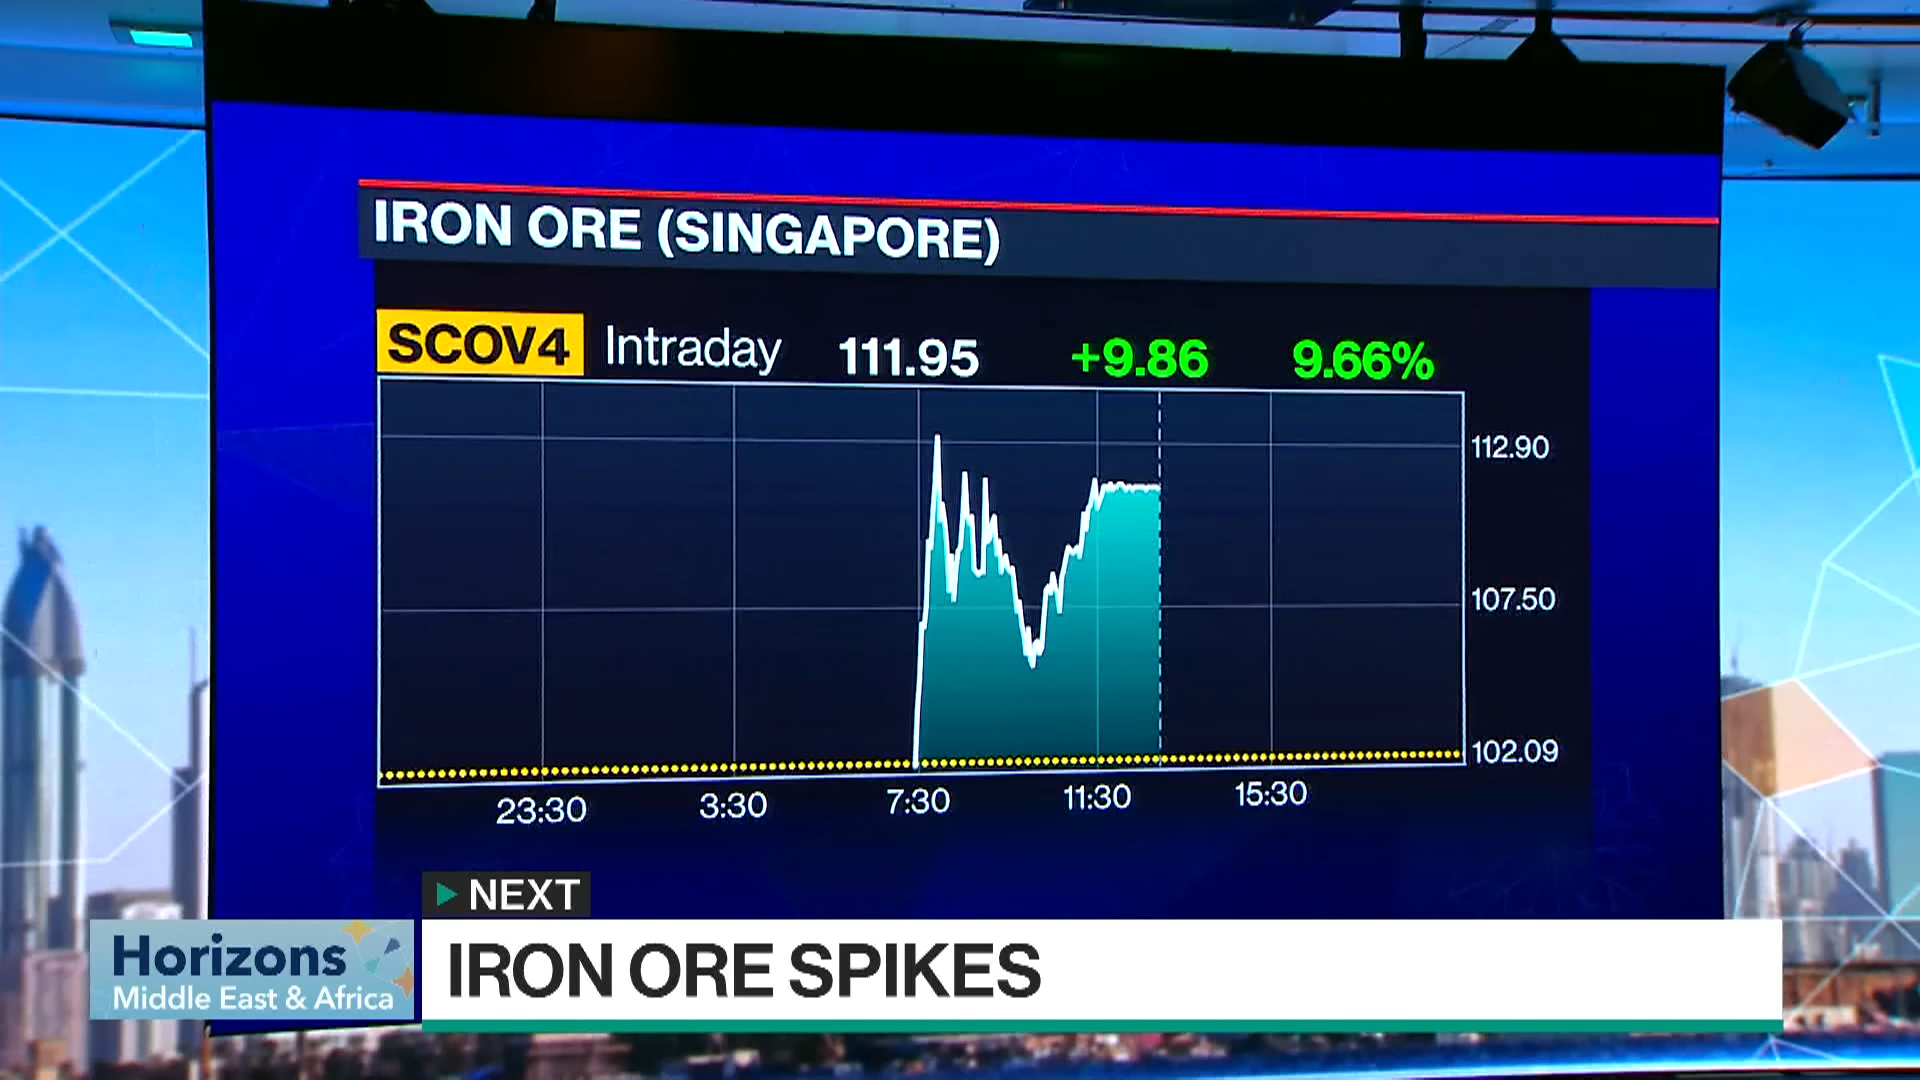 IRON ORE (SINGAPORE)
SCOV4 Intraday 111.95 +9.86 9.66%
112.90
107.50
102.09
23:30 3:30 7:30 11:30 15:30
NEXT
Horizons
Middle East & Africa
IRON ORE SPIKES